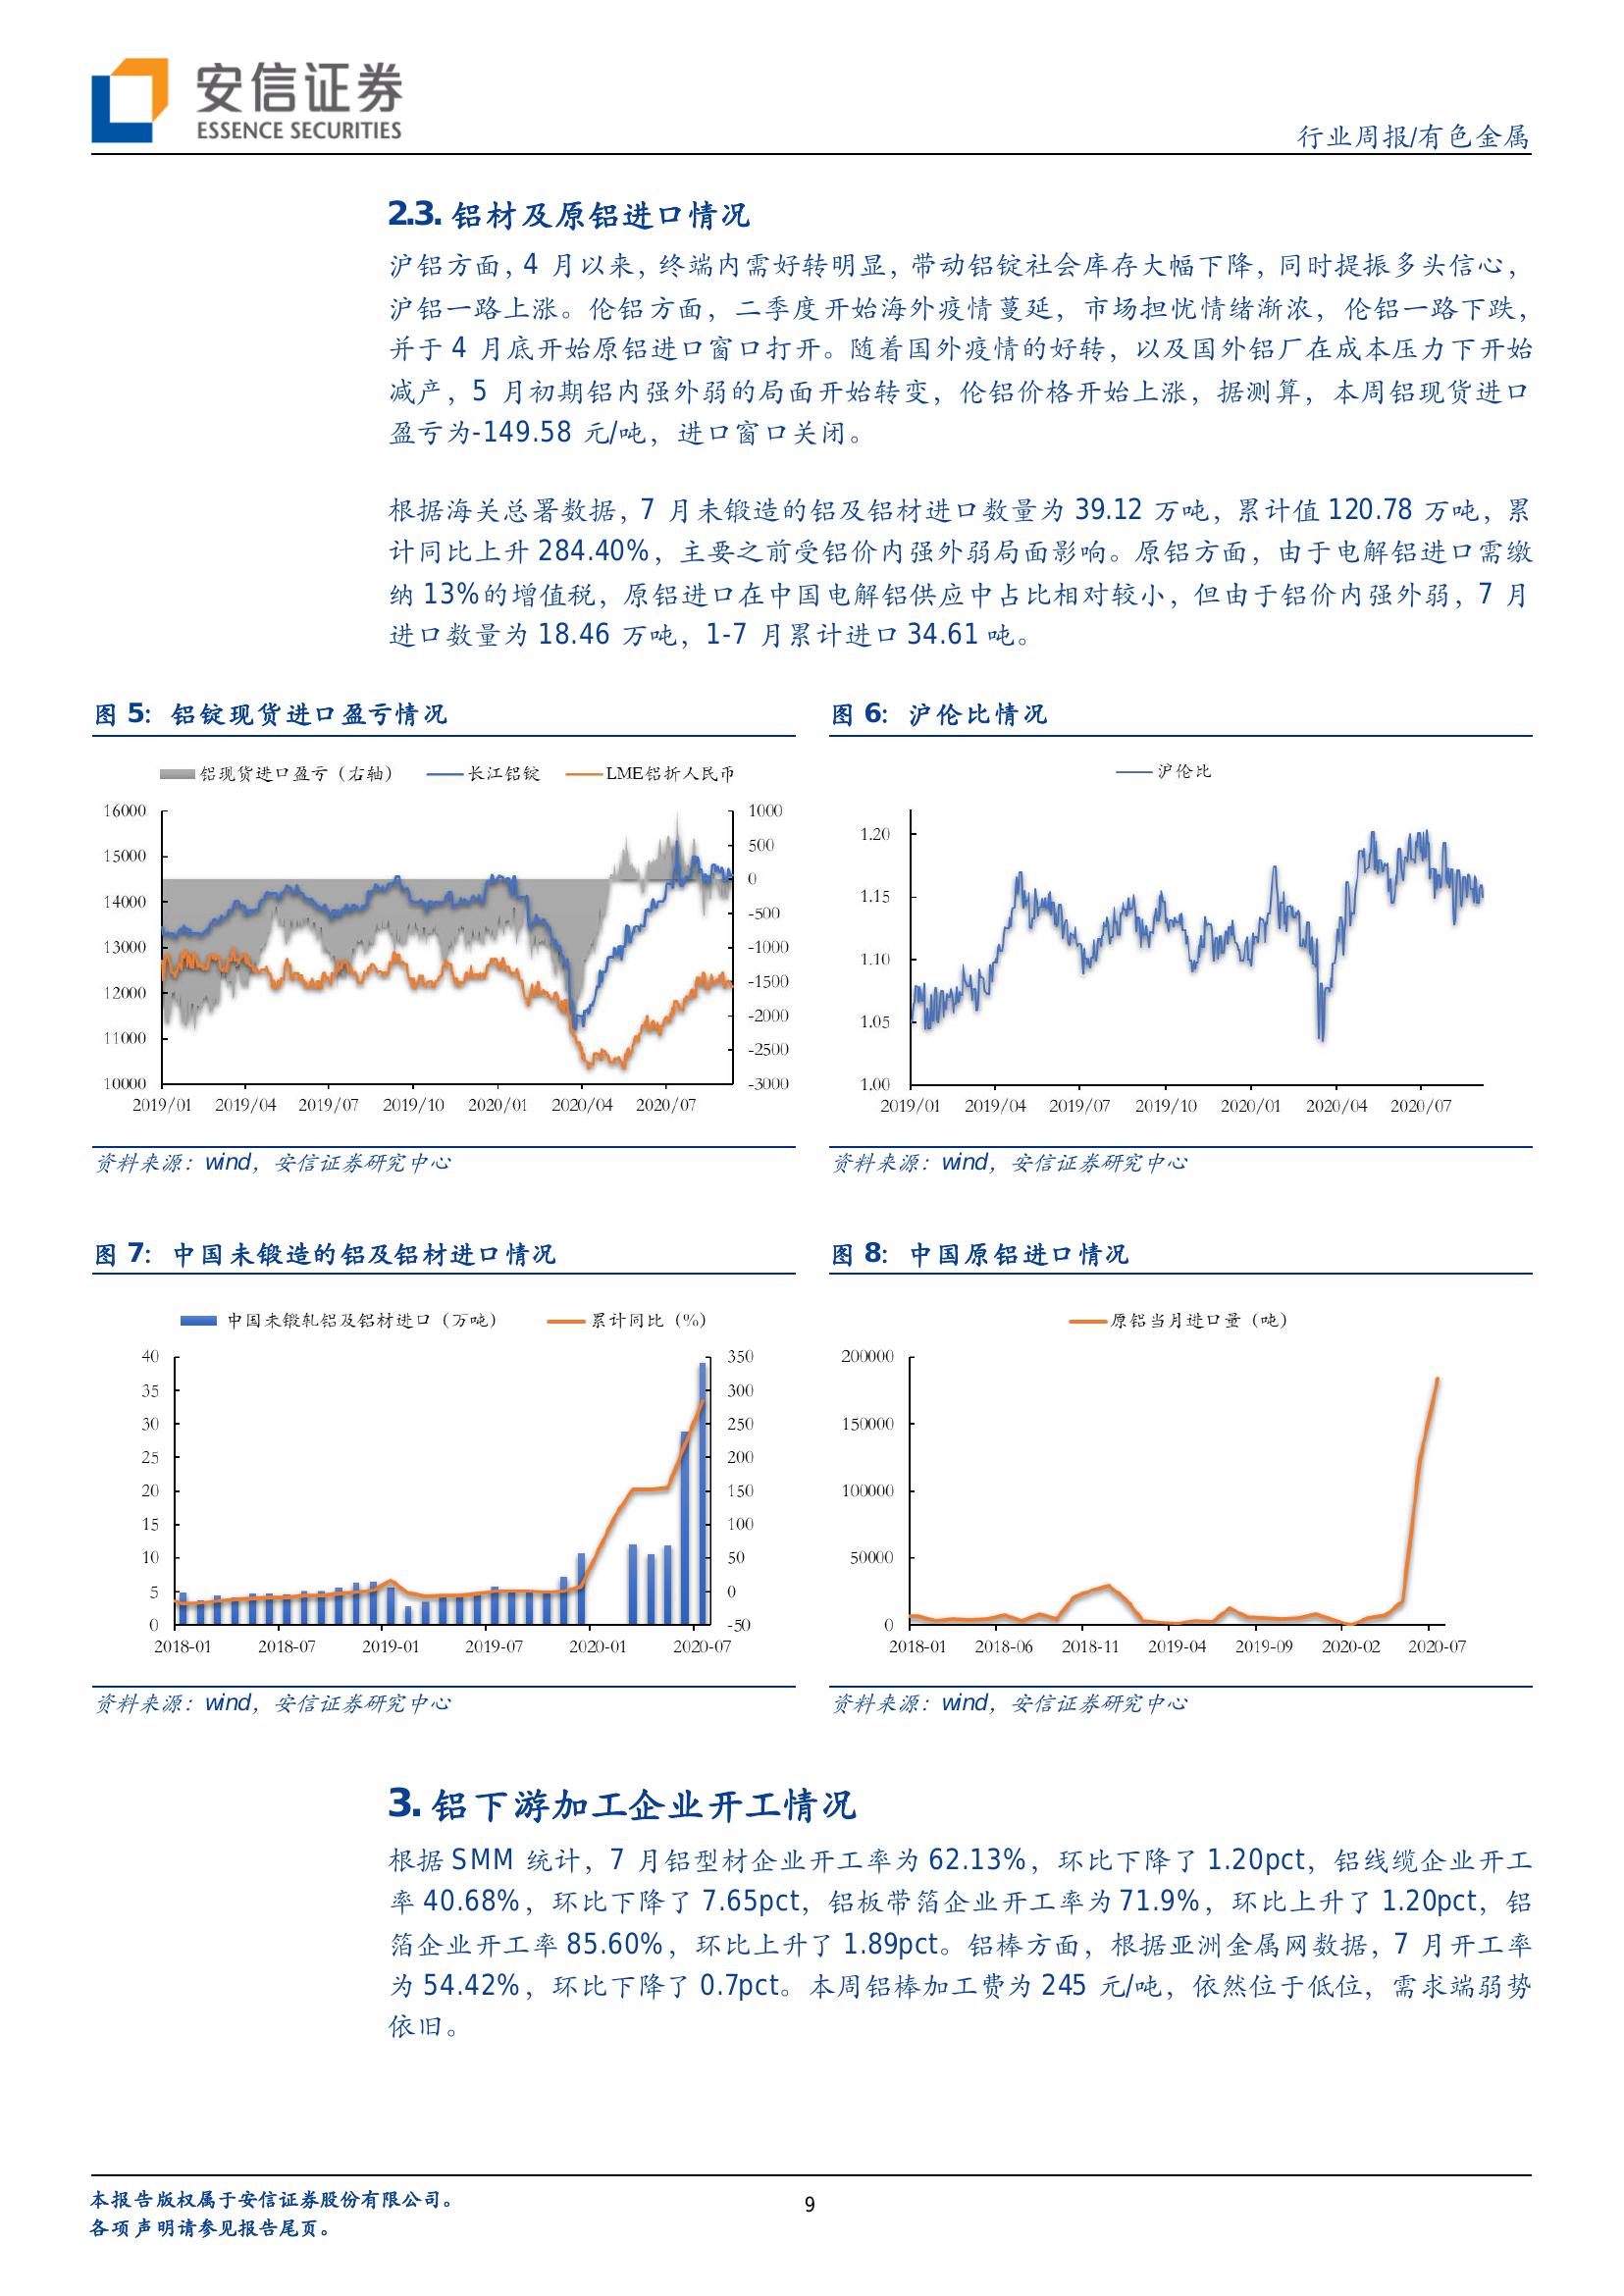 安信证券
ESSENCE SECURITIES
行业周报/有色金属
2.3. 铝材及原铝进口情况
沪铝方面，4 月以来，终端内需好转明显，带动铝锭社会库存大幅下降，同时提振多头信心，
沪铝一路上涨。伦铝方面，二季度开始海外疫情蔓延，市场担忧情绪渐浓，伦铝一路下跌，
并于 4 月底开始原铝进口窗口打开。随着国外疫情的好转，以及国外铝厂在成本压力下开始
减产，5 月初期铝内强外弱的局面开始转变，伦铝价格开始上涨，据测算，本周铝现货进口
盈亏为-149.58 元/吨，进口窗口关闭。
根据海关总署数据，7 月未锻造的铝及铝材进口数量为 39.12 万吨，累计值 120.78 万吨，累
计同比上升 284.40%，主要之前受铝价内强外弱局面影响。原铝方面，由于电解铝进口需缴
纳 13%的增值税，原铝进口在中国电解铝供应中占比相对较小，但由于铝价内强外弱，7 月
进口数量为 18.46 万吨，1-7 月累计进口 34.61 吨。
图 5：铝锭现货进口盈亏情况
铝现货进口盈亏（右轴） 长江铝锭 LME铝折人民币
16000 1000
15000 500
14000 0
13000 -500
12000 -1000
11000 -1500
10000 -2000
-2500
-3000
2019/01 2019/04 2019/07 2019/10 2020/01 2020/04 2020/07
资料来源：wind，安信证券研究中心
图 6：沪伦比情况
沪伦比
1.20
1.15
1.10
1.05
1.00
2019/01 2019/04 2019/07 2019/10 2020/01 2020/04 2020/07
资料来源：wind，安信证券研究中心
图 7：中国未锻造的铝及铝材进口情况
中国未锻轧铝及铝材进口（万吨） 累计同比（%）
40 350
35 300
30 250
25 200
20 150
15 100
10 50
5 0
0 -50
2018-01 2018-07 2019-01 2019-07 2020-01 2020-07
资料来源：wind，安信证券研究中心
图 8：中国原铝进口情况
原铝当月进口量（吨）
200000
150000
100000
50000
0
2018-01 2018-06 2018-11 2019-04 2019-09 2020-02 2020-07
资料来源：wind，安信证券研究中心
3. 铝下游加工企业开工情况
根据 SMM 统计，7 月铝型材企业开工率为 62.13%，环比下降了 1.20pct，铝线缆企业开工
率 40.68%，环比下降了 7.65pct，铝板带箔企业开工率为 71.9%，环比上升了 1.20pct，铝
箔企业开工率 85.60%，环比上升了 1.89pct。铝棒方面，根据亚洲金属网数据，7 月开工率
为 54.42%，环比下降了 0.7pct。本周铝棒加工费为 245 元/吨，依然位于低位，需求端弱势
依旧。
本报告版权属于安信证券股份有限公司。
各项声明请参见报告尾页。
9